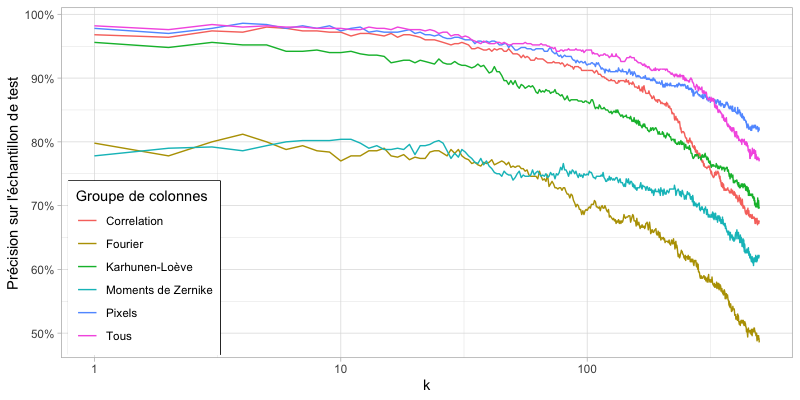 100%
90%
80%
70%
60%
50%
Précision sur l'échantillon de test
Groupe de colonnes
Correlation
Fourier
Karhunen-Loève
Moments de Zernike
Pixels
Tous
1
10
100
k